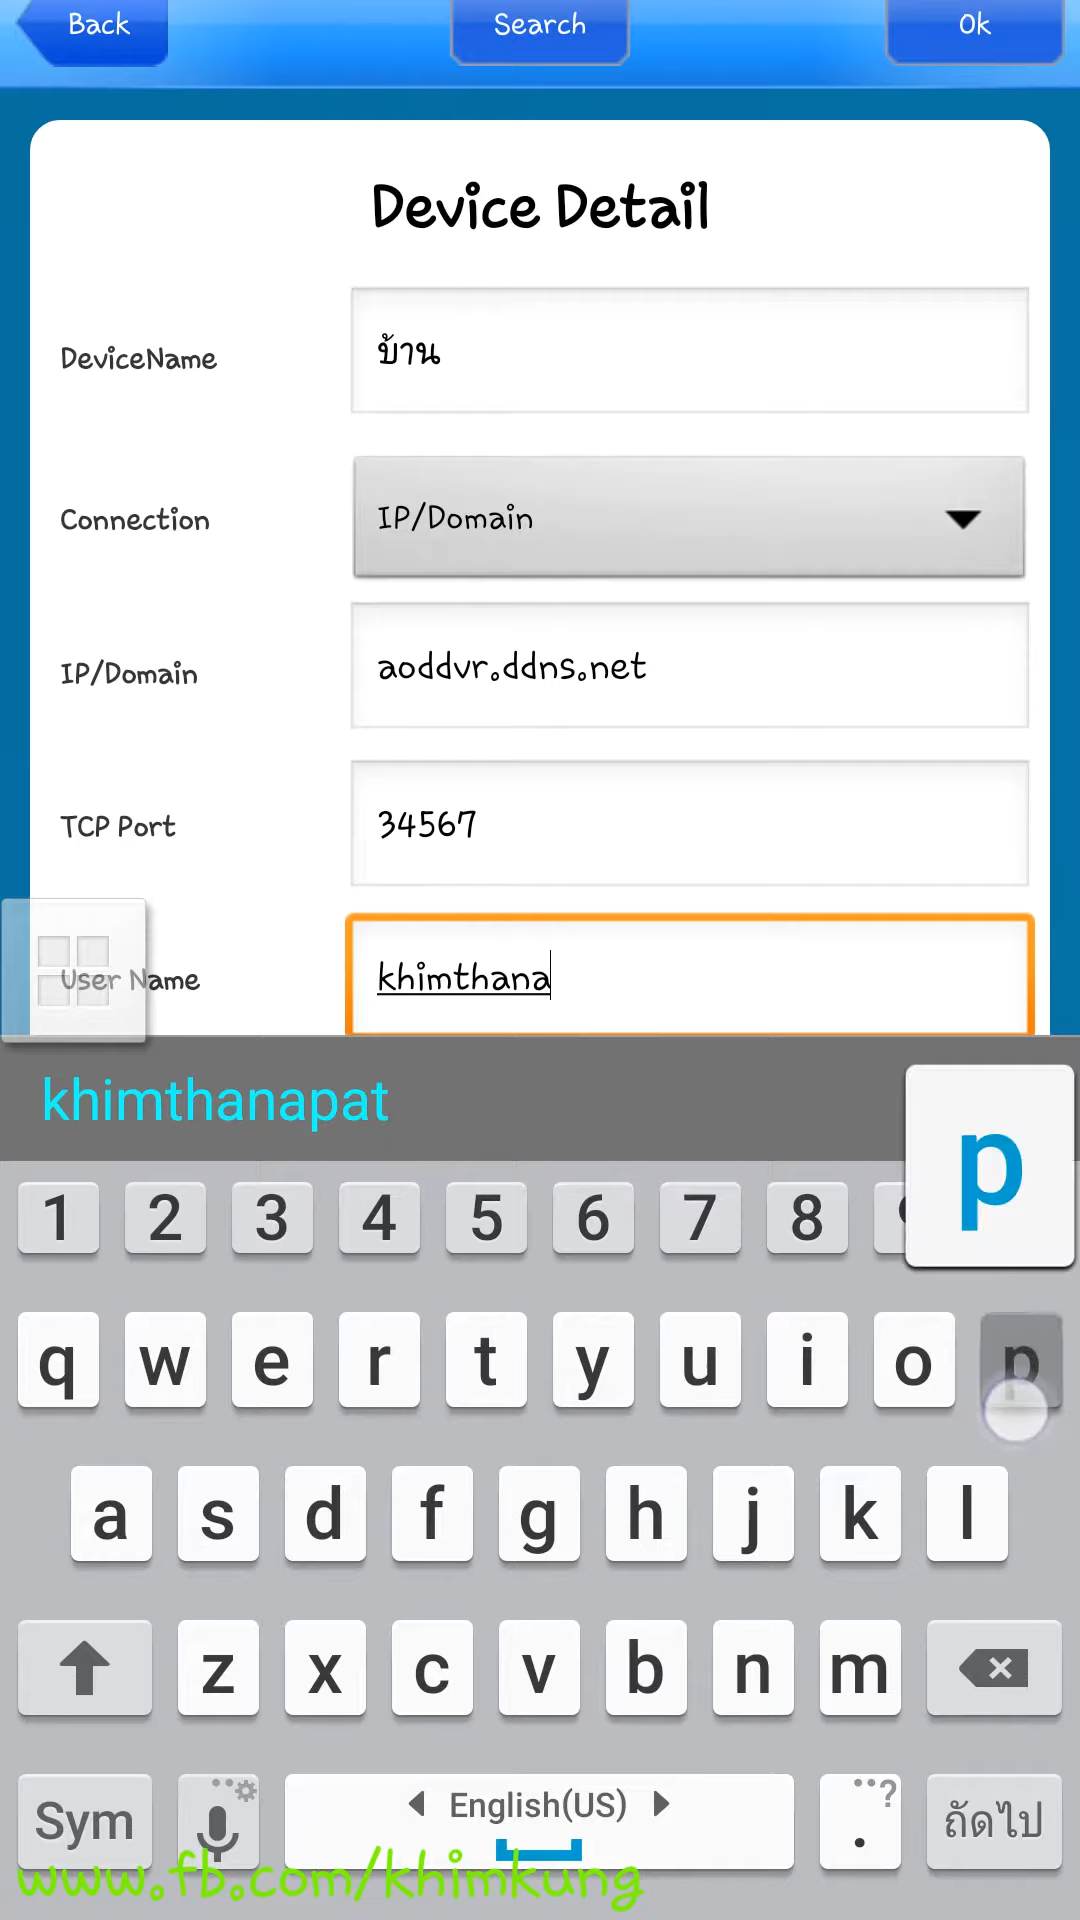 Back Search Ok
Device Detail
DeviceName บ้าน
Connection IP/Domain
IP/Domain aoddvr.ddns.net
TCP Port 34567
User Name khimthana
khimthanapat
p
1 2 3 4 5 6 7 8
q w e r t y u i o p
a s d f g h j k l
z x c v b n m
Sym English(US) . ? ถัดไป
www.fb.com/khimkung